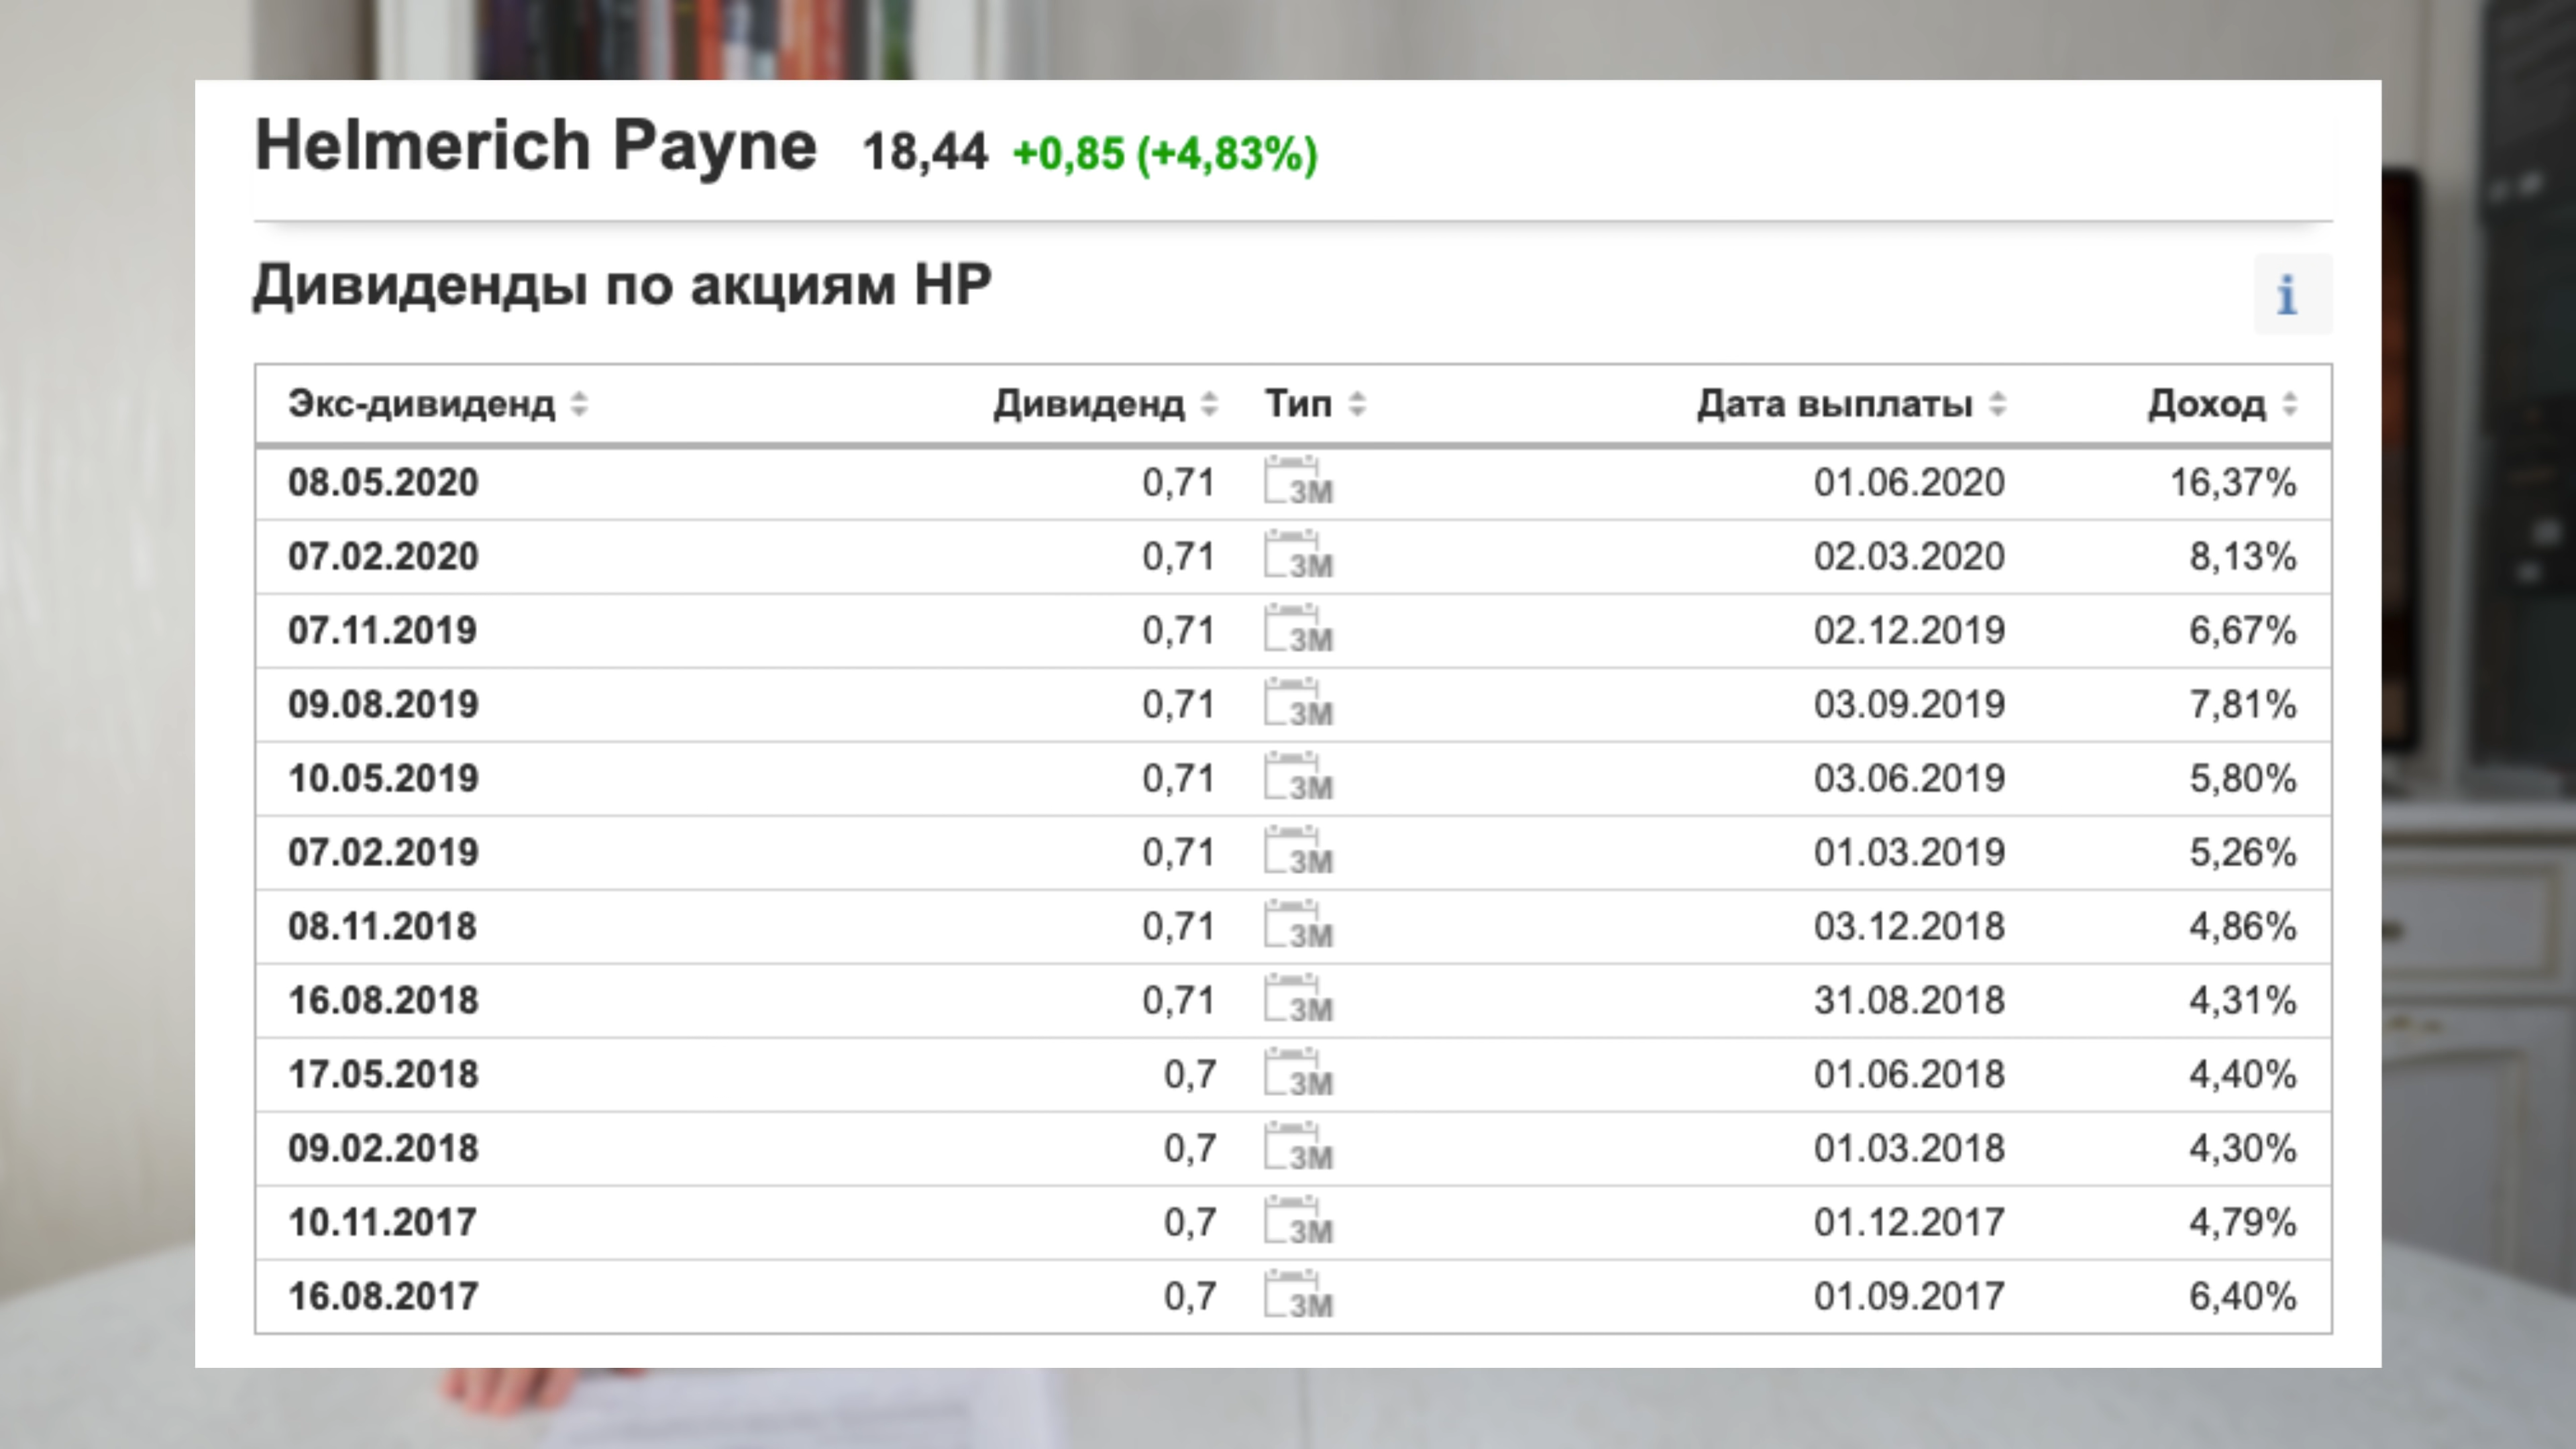 Helmerich Payne 18,44 +0,85 (+4,83%)
Дивиденды по акциям HP
i
Экс-дивиденд Дивиденд Тип Дата выплаты Доход
08.05.2020 0,71 3M 01.06.2020 16,37%
07.02.2020 0,71 3M 02.03.2020 8,13%
07.11.2019 0,71 3M 02.12.2019 6,67%
09.08.2019 0,71 3M 03.09.2019 7,81%
10.05.2019 0,71 3M 03.06.2019 5,80%
07.02.2019 0,71 3M 01.03.2019 5,26%
08.11.2018 0,71 3M 03.12.2018 4,86%
16.08.2018 0,71 3M 31.08.2018 4,31%
17.05.2018 0,7 3M 01.06.2018 4,40%
09.02.2018 0,7 3M 01.03.2018 4,30%
10.11.2017 0,7 3M 01.12.2017 4,79%
16.08.2017 0,7 3M 01.09.2017 6,40%